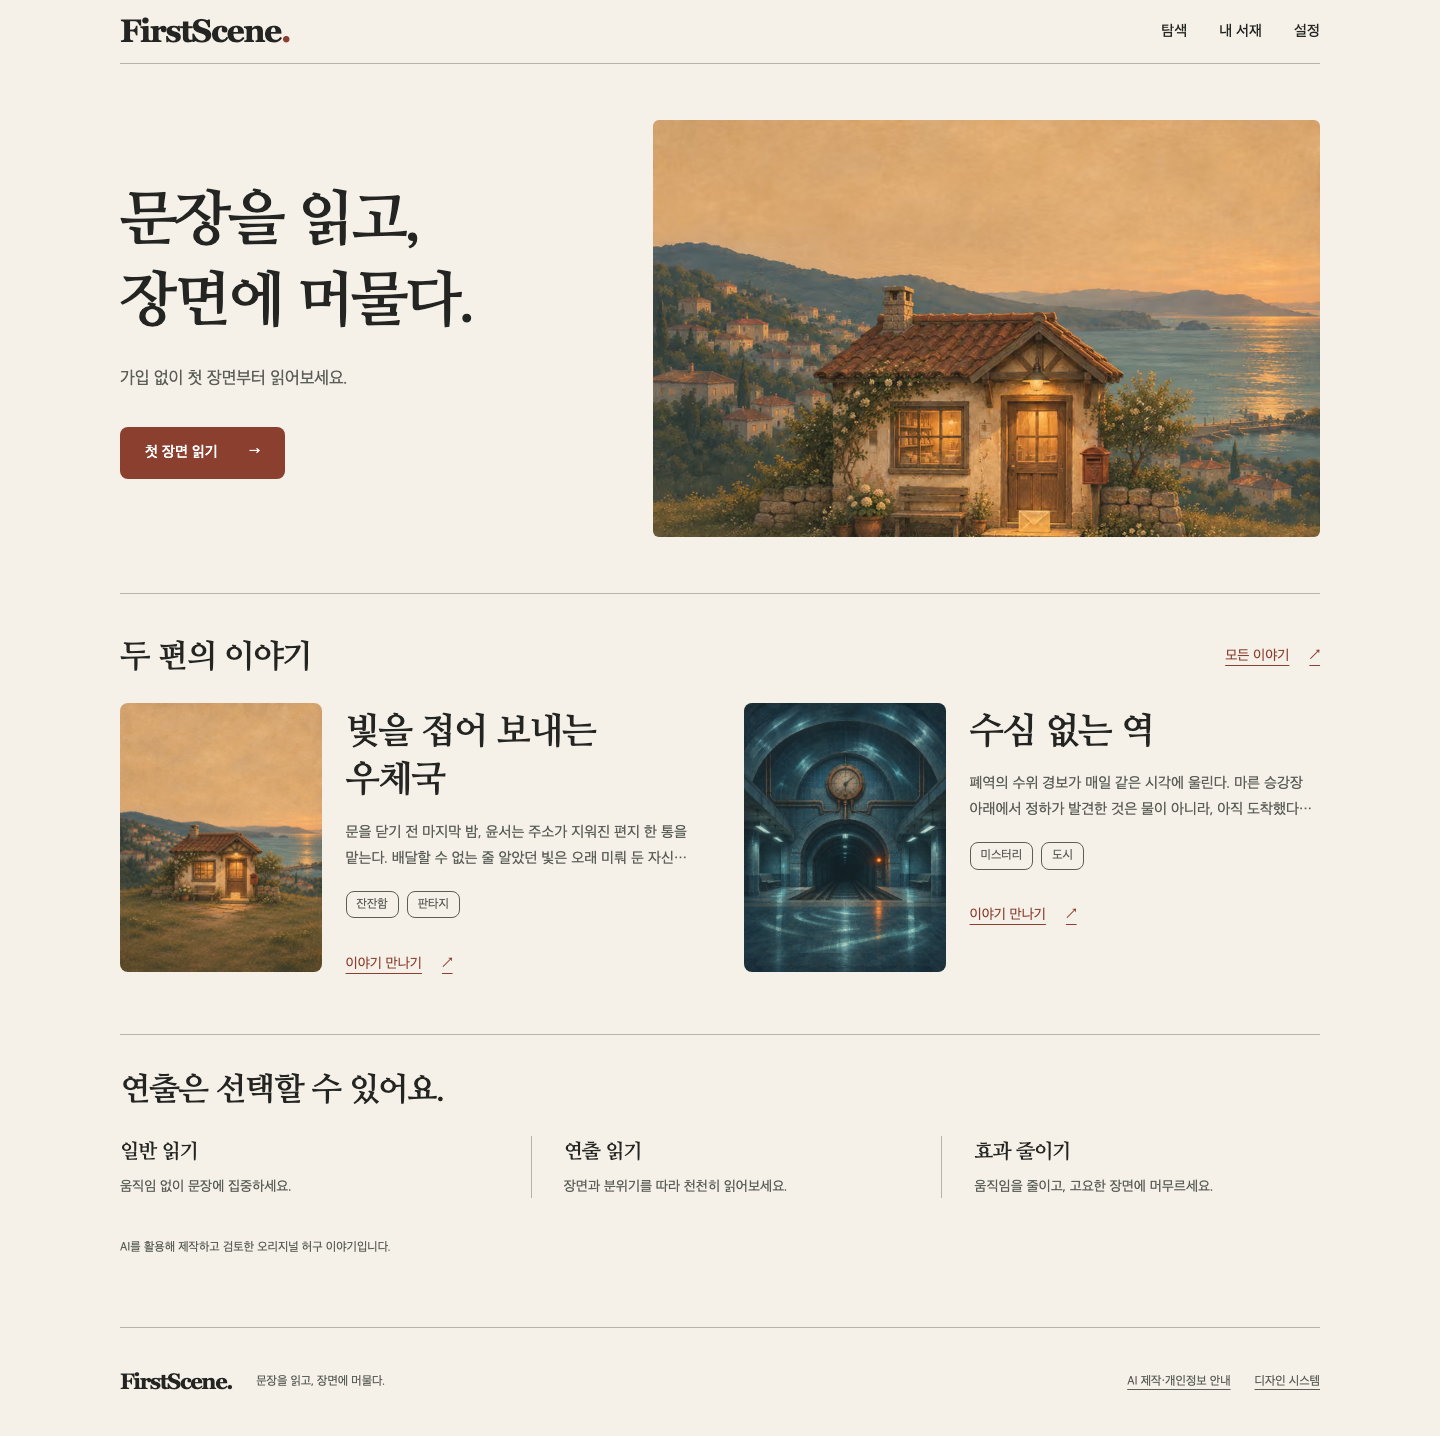 FirstScene.
탐색 내 서재 설정
문장을 읽고,
장면에 머물다.
가입 없이 첫 장면부터 읽어보세요.
첫 장면 읽기 →
두 편의 이야기
모든 이야기 ↗
빛을 접어 보내는
우체국
문을 닫기 전 마지막 밤, 윤서는 주소가 지워진 편지 한 통을
맡는다. 배달할 수 없는 줄 알았던 빛은 오래 미뤄 둔 자신…
잔잔함 판타지
이야기 만나기 ↗
수심 없는 역
폐역의 수위 경보가 매일 같은 시각에 울린다. 마른 승강장
아래에서 정하가 발견한 것은 물이 아니라, 아직 도착했다…
미스터리 도시
이야기 만나기 ↗
연출은 선택할 수 있어요.
일반 읽기
움직임 없이 문장에 집중하세요.
연출 읽기
장면과 분위기를 따라 천천히 읽어보세요.
효과 줄이기
움직임을 줄이고, 고요한 장면에 머무르세요.
AI를 활용해 제작하고 검토한 오리지널 허구 이야기입니다.
FirstScene. 문장을 읽고, 장면에 머물다.
AI 제작·개인정보 안내 디자인 시스템